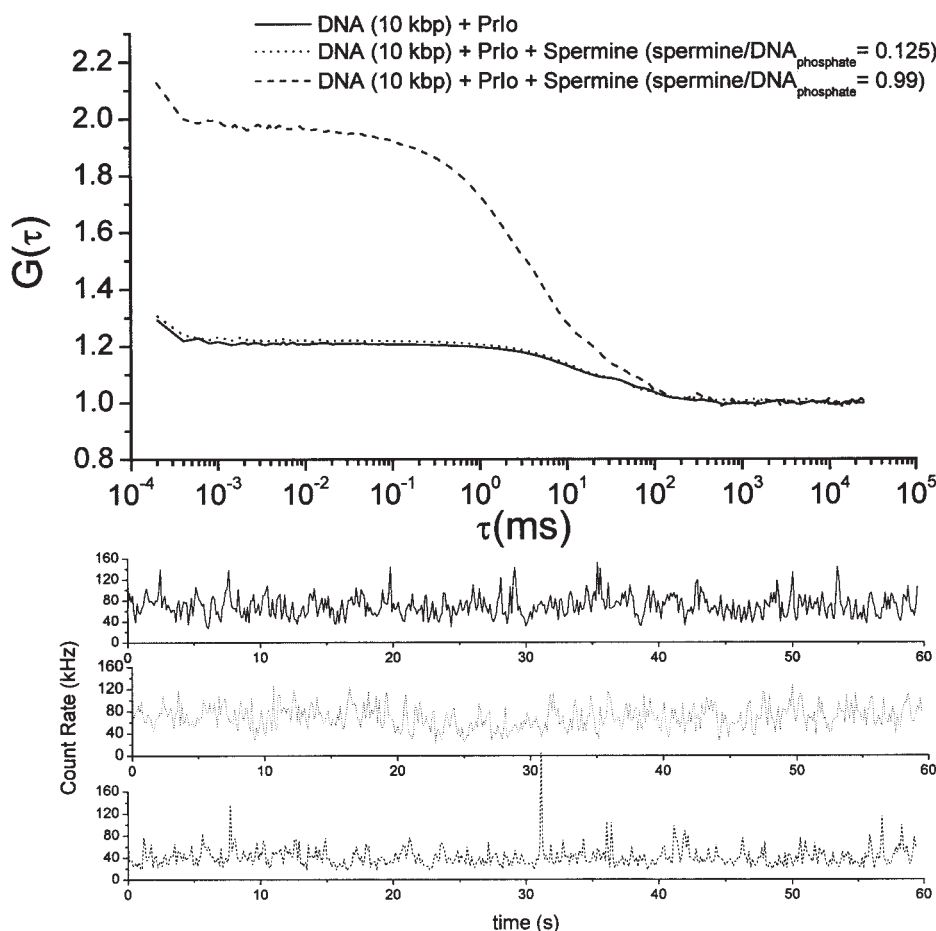 DNA (10 kbp) + PrIo
DNA (10 kbp) + PrIo + Spermine (spermine/DNAphosphate= 0.125)
DNA (10 kbp) + PrIo + Spermine (spermine/DNAphosphate= 0.99)
2.2
2.0
1.8
1.6
1.4
1.2
1.0
0.8
G(τ)
10-4 10-3 10-2 10-1 100 101 102 103 104 105
τ(ms)
160
120
80
40
0
0 10 20 30 40 50 60
160
120
80
40
0
0 10 20 30 40 50 60
160
120
80
40
0
0 10 20 30 40 50 60
Count Rate (kHz)
time (s)